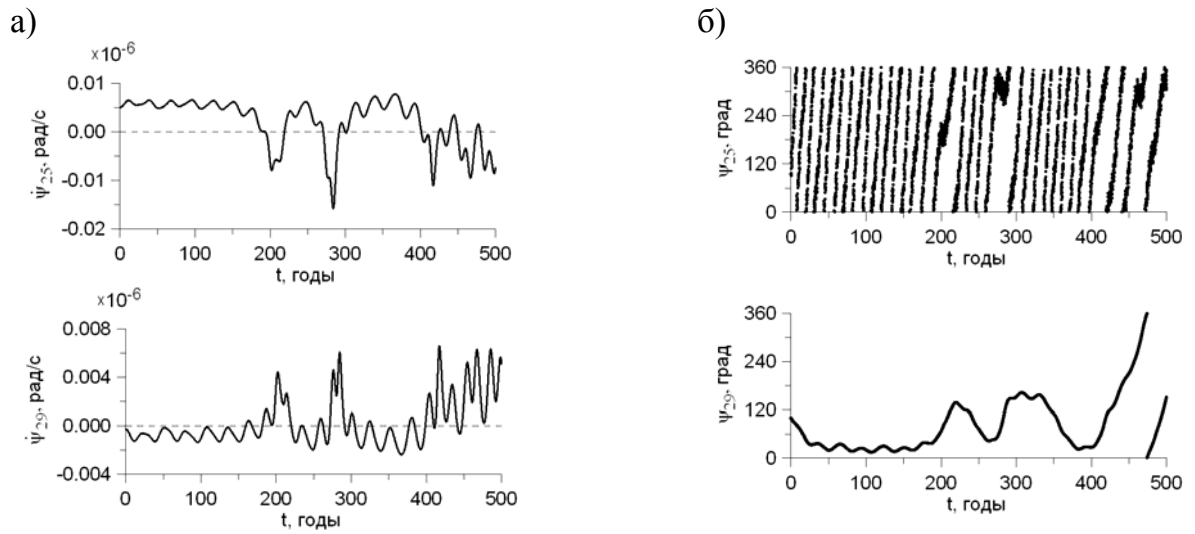 а)
×10⁻⁶
0.01
0.00
-0.01
-0.02
ψ̇₂₅, рад/с
0 100 200 300 400 500
t, годы
×10⁻⁶
0.008
0.004
0.000
-0.004
ψ̇₂₉, рад/с
0 100 200 300 400 500
t, годы
б)
360
240
120
0
ψ₂₅, град
0 100 200 300 400 500
t, годы
360
240
120
0
ψ₂₉, град
0 100 200 300 400 500
t, годы